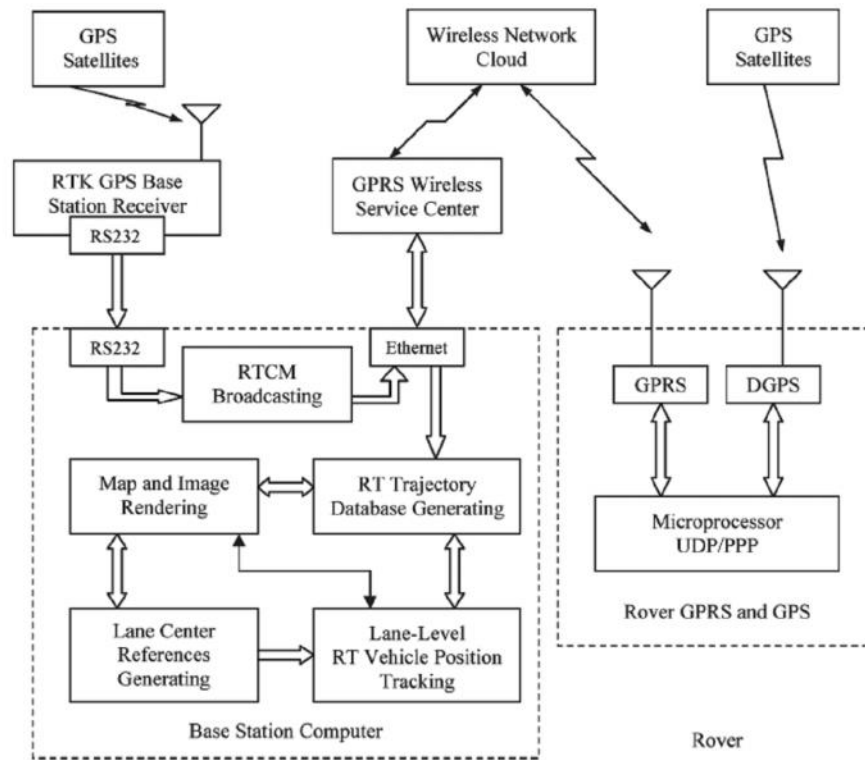 GPS
Satellites
Wireless Network
Cloud
GPS
Satellites
RTK GPS Base
Station Receiver
RS232
GPRS Wireless
Service Center
RS232
Ethernet
RTCM
Broadcasting
GPRS
DGPS
Map and Image
Rendering
RT Trajectory
Database Generating
Microprocessor
UDP/PPP
Rover GPRS and GPS
Lane Center
References
Generating
Lane-Level
RT Vehicle Position
Tracking
Base Station Computer
Rover